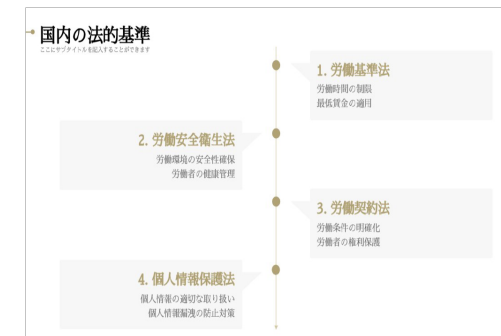 国内の法的基準
ここにサブタイトルを記入することができます
1. 労働基準法
労働時間の制限
最低賃金の適用
2. 労働安全衛生法
労働環境の安全性確保
労働者の健康管理
3. 労働契約法
労働条件の明確化
労働者の権利保護
4. 個人情報保護法
個人情報の適切な取り扱い
個人情報漏洩の防止対策